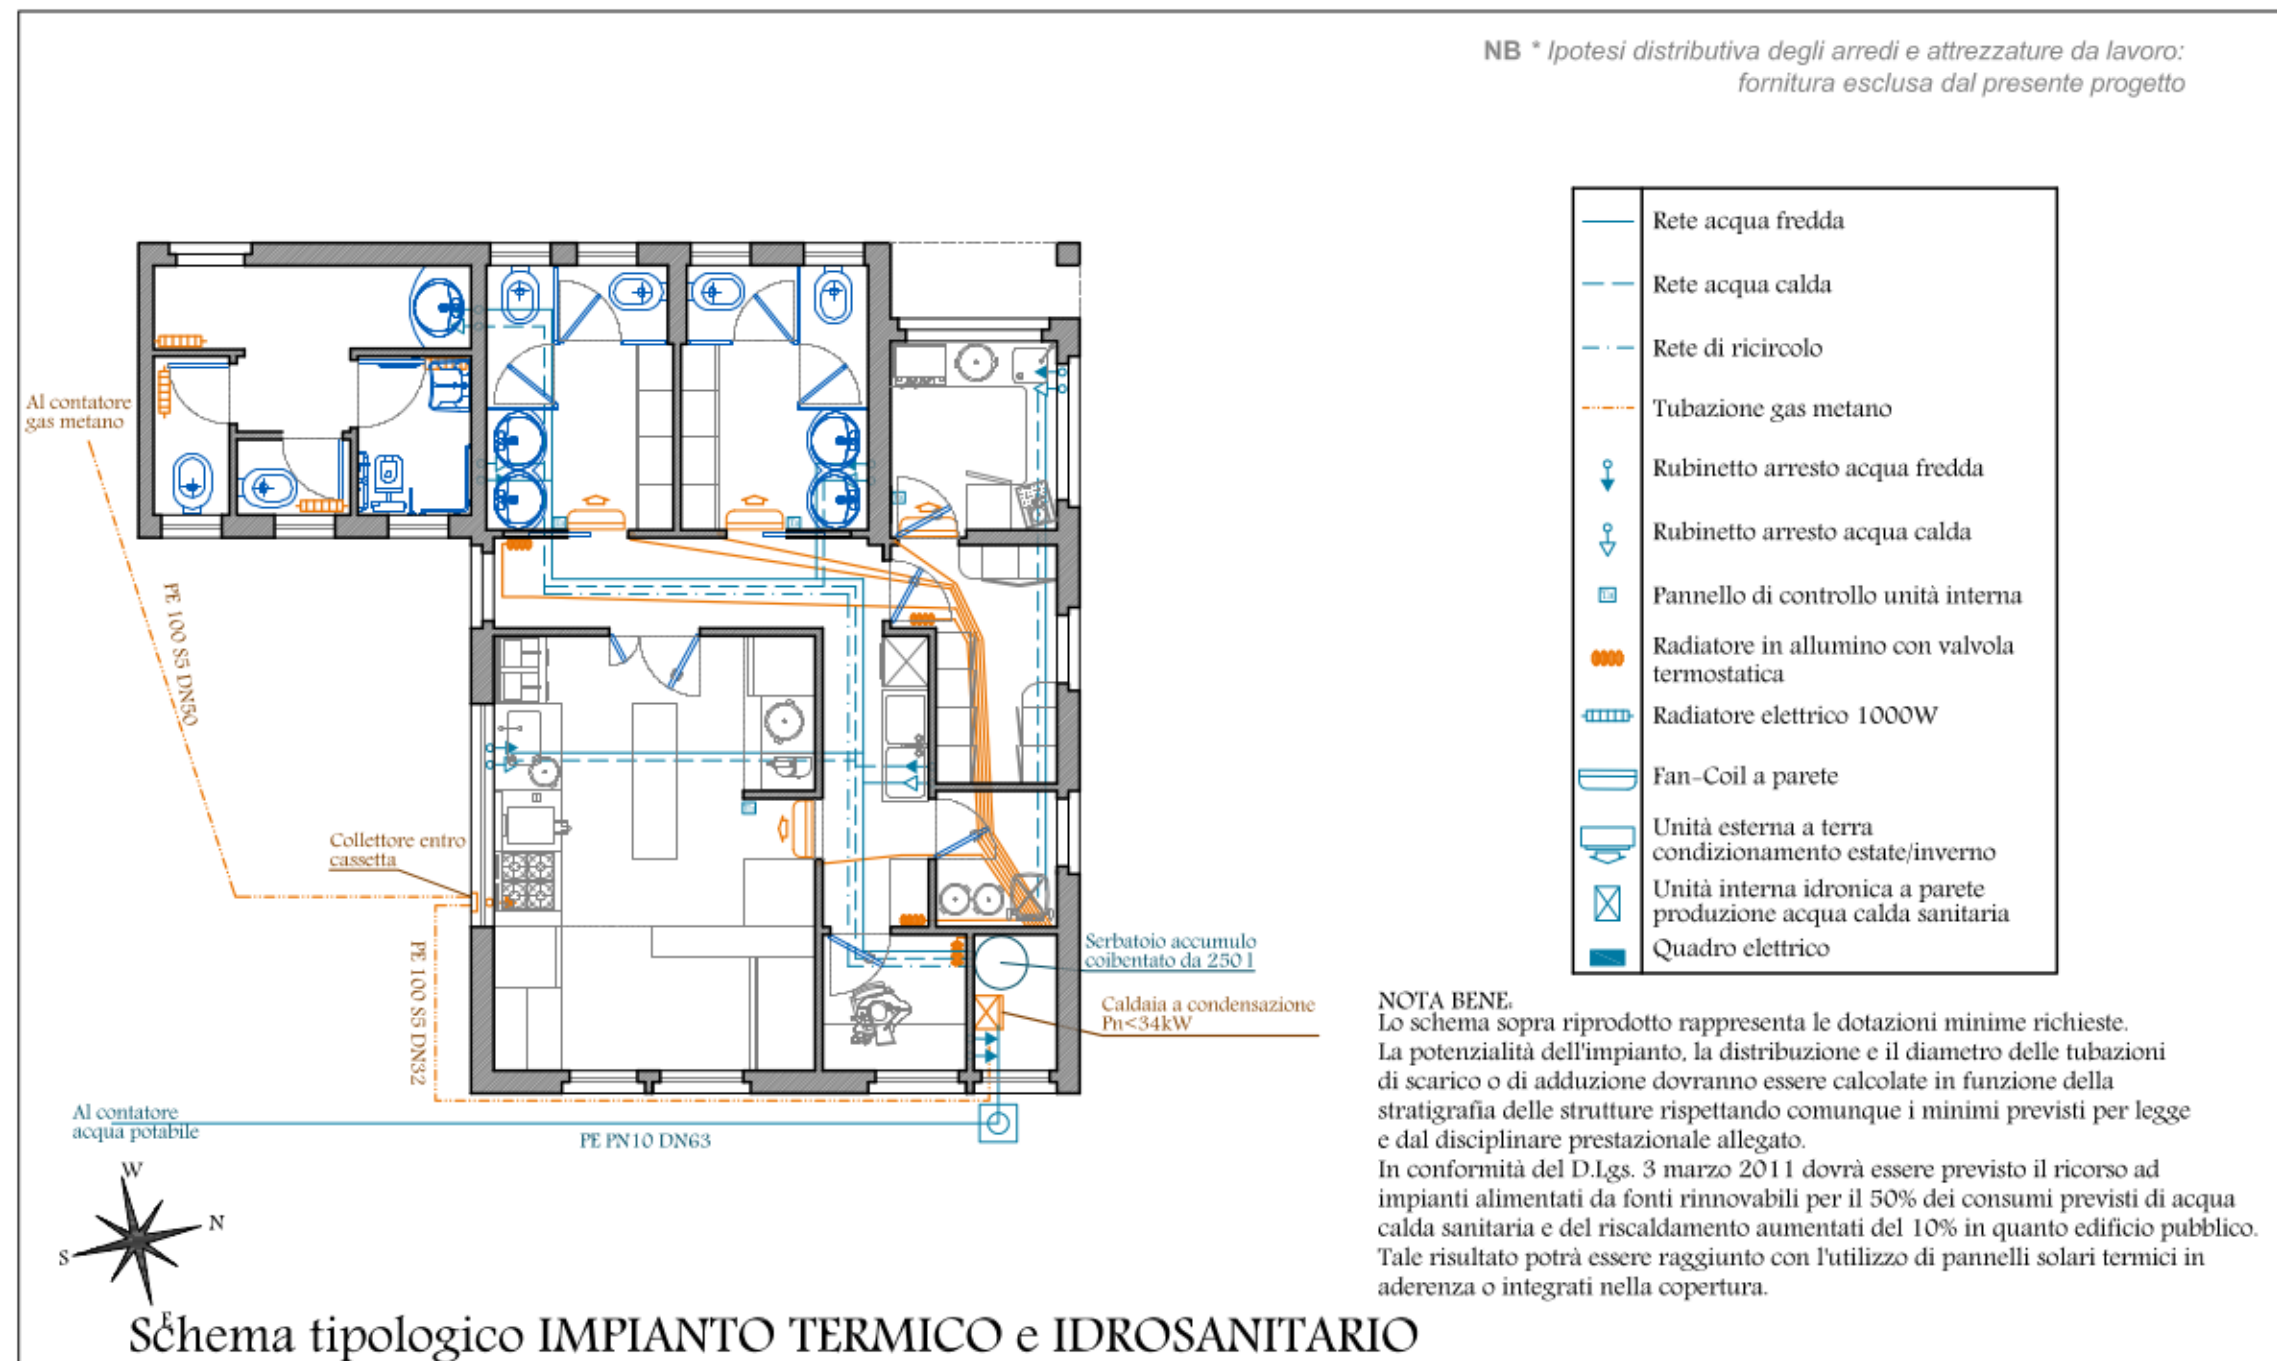 NB * Ipotesi distributiva degli arredi e attrezzature da lavoro:
fornitura esclusa dal presente progetto
Rete acqua fredda
Rete acqua calda
Rete di ricircolo
Tubazione gas metano
Rubinetto arresto acqua fredda
Rubinetto arresto acqua calda
Pannello di controllo unità interna
Radiatore in allumino con valvola
termostatica
Radiatore elettrico 1000W
Fan-Coil a parete
Unità esterna a terra
condizionamento estate/inverno
Unità interna idronica a parete
produzione acqua calda sanitaria
Quadro elettrico
Al contatore
gas metano
PE 100 S5 DN50
Collettore entro
cassetta
PE 100 S5 DN32
Serbatoio accumulo
coibentato da 250 l
Caldaia a condensazione
Pn<34kW
Al contatore
acqua potabile
PE PN10 DN63
W
N
S
E
NOTA BENE:
Lo schema sopra riprodotto rappresenta le dotazioni minime richieste.
La potenzialità dell'impianto, la distribuzione e il diametro delle tubazioni
di scarico o di adduzione dovranno essere calcolate in funzione della
stratigrafia delle strutture rispettando comunque i minimi previsti per legge
e dal disciplinare prestazionale allegato.
In conformità del D.Lgs. 3 marzo 2011 dovrà essere previsto il ricorso ad
impianti alimentati da fonti rinnovabili per il 50% dei consumi previsti di acqua
calda sanitaria e del riscaldamento aumentati del 10% in quanto edificio pubblico.
Tale risultato potrà essere raggiunto con l'utilizzo di pannelli solari termici in
aderenza o integrati nella copertura.
Schema tipologico IMPIANTO TERMICO e IDROSANITARIO